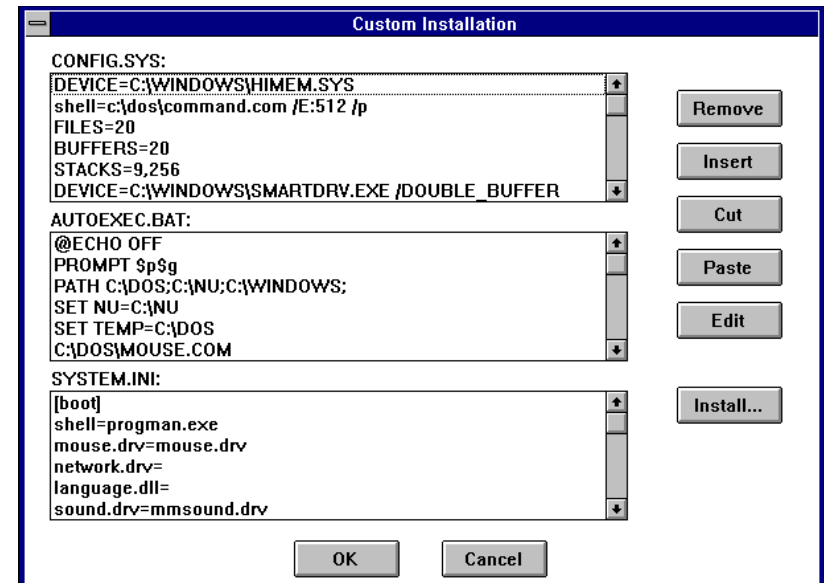 Custom Installation
CONFIG.SYS:
DEVICE=C:\WINDOWS\HIMEM.SYS
shell=c:\dos\command.com /E:512 /p
FILES=20
BUFFERS=20
STACKS=9,256
DEVICE=C:\WINDOWS\SMARTDRV.EXE /DOUBLE_BUFFER
AUTOEXEC.BAT:
@ECHO OFF
PROMPT $p$g
PATH C:\DOS;C:\NU;C:\WINDOWS;
SET NU=C:\NU
SET TEMP=C:\DOS
C:\DOS\MOUSE.COM
SYSTEM.INI:
[boot]
shell=progman.exe
mouse.drv=mouse.drv
network.drv=
language.dll=
sound.drv=mmsound.drv
Remove
Insert
Cut
Paste
Edit
Install...
OK
Cancel